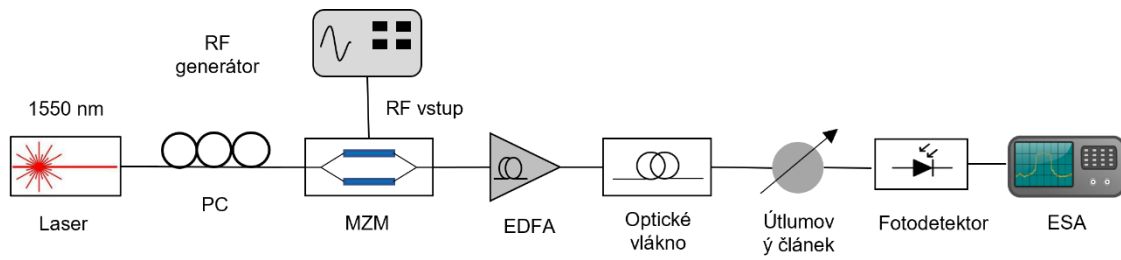 RF
generátor
1550 nm
RF vstup
Laser
PC
MZM
EDFA
Optické
vlákno
Útlumov
ý článek
Fotodetektor
ESA